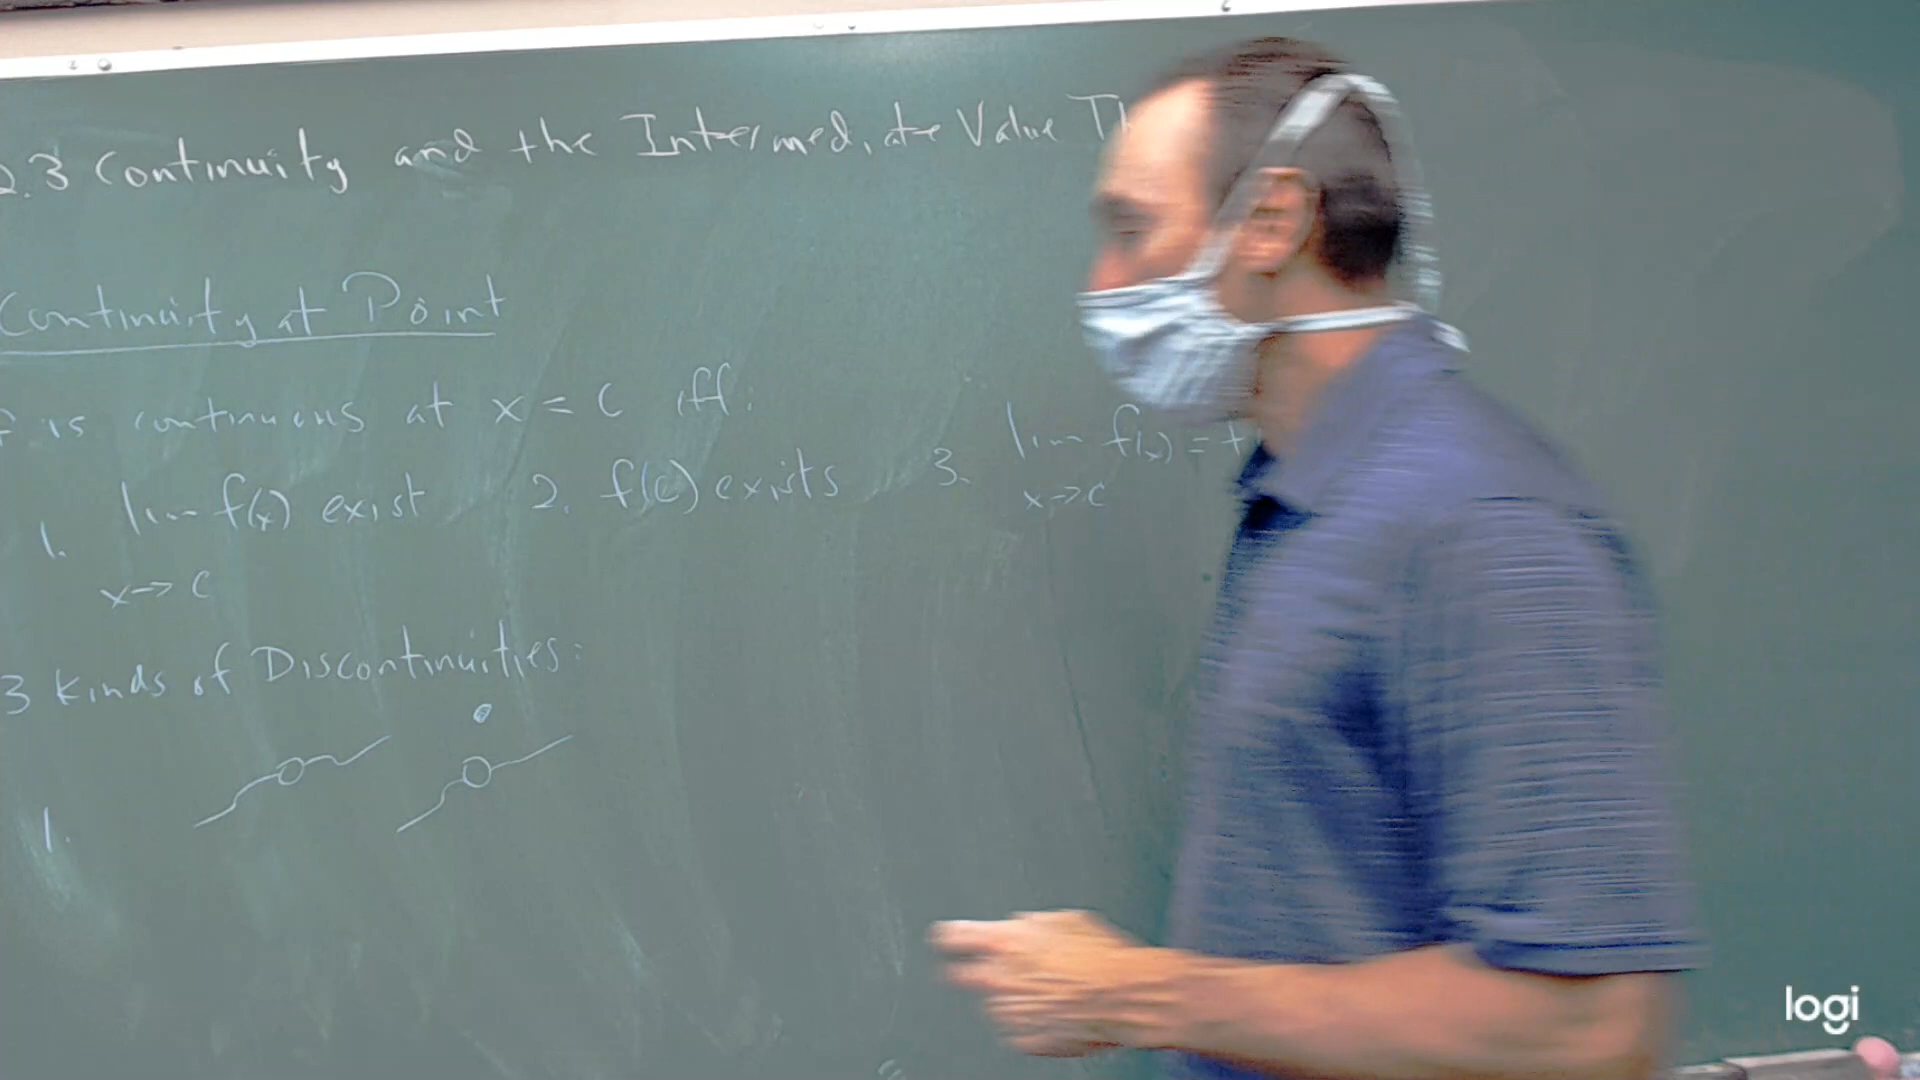 2.3 Continuity and the Intermediate Value Th
Continuity at Point
f is continuous at x = c iff:
1. lim f(x) exist 2. f(c) exists 3. lim f(x) = f
x→c x→c
3 Kinds of Discontinuities:
1.
logi